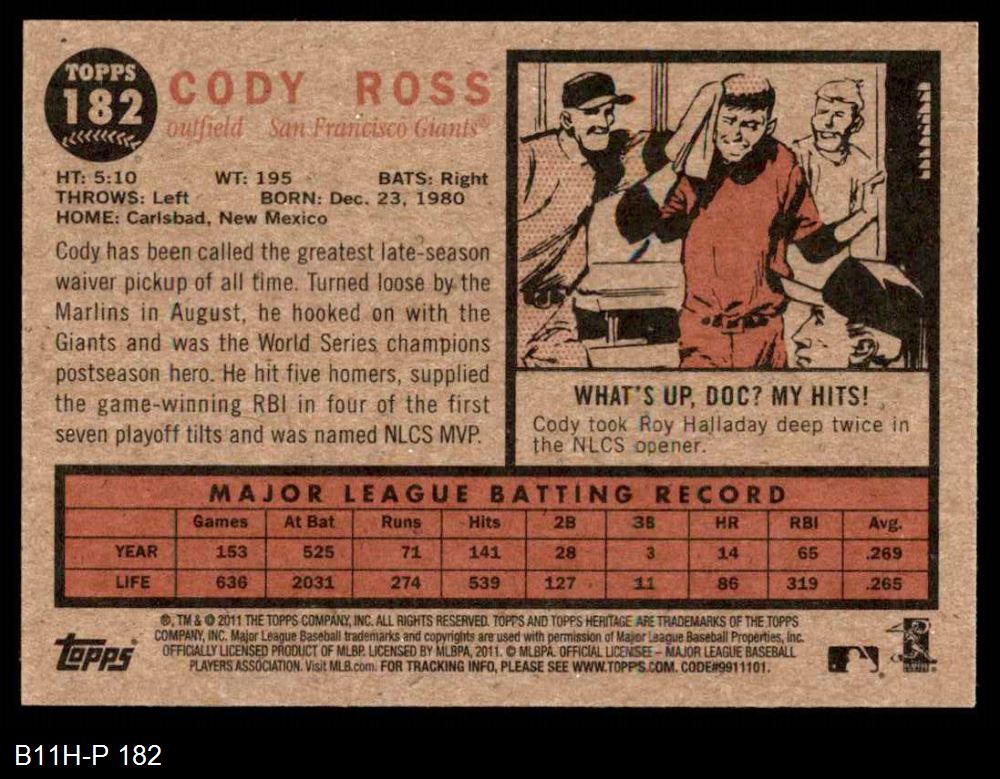 TOPPS
182
CODY ROSS
outfield San Francisco Giants®
HT: 5:10 WT: 195 BATS: Right
THROWS: Left BORN: Dec. 23, 1980
HOME: Carlsbad, New Mexico
Cody has been called the greatest late-season
waiver pickup of all time. Turned loose by the
Marlins in August, he hooked on with the
Giants and was the World Series champions
postseason hero. He hit five homers, supplied
the game-winning RBI in four of the first
seven playoff tilts and was named NLCS MVP.
WHAT'S UP, DOC? MY HITS!
Cody took Roy Halladay deep twice in
the NLCS opener.
MAJOR LEAGUE BATTING RECORD
Games At Bat Runs Hits 2B 3B HR RBI Avg.
YEAR 153 525 71 141 28 3 14 65 .269
LIFE 636 2031 274 539 127 11 86 319 .265
®, TM & © 2011 THE TOPPS COMPANY, INC. ALL RIGHTS RESERVED. TOPPS AND TOPPS HERITAGE ARE TRADEMARKS OF THE TOPPS
COMPANY, INC. Major League Baseball trademarks and copyrights are used with permission of Major League Baseball Properties, Inc.
OFFICIALLY LICENSED PRODUCT OF MLBP. LICENSED BY MLBPA, 2011. © MLBPA. OFFICIAL LICENSEE – MAJOR LEAGUE BASEBALL
PLAYERS ASSOCIATION. Visit MLB.com. FOR TRACKING INFO, PLEASE SEE WWW.TOPPS.COM. CODE#9911101.
Topps
B11H-P 182